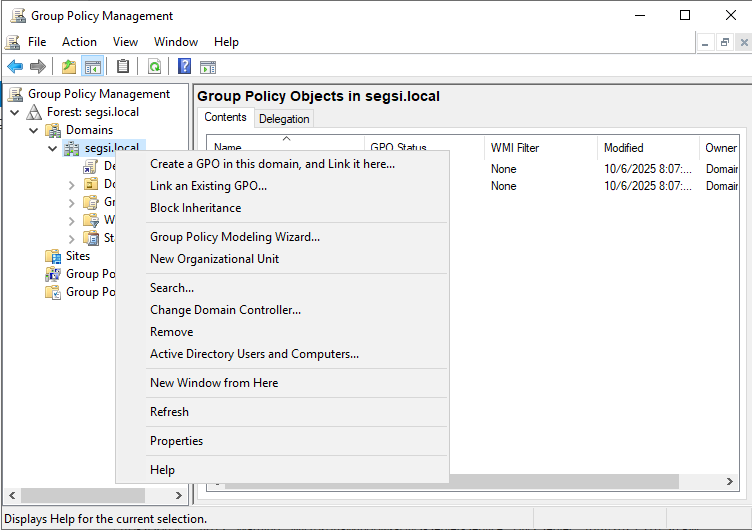 Group Policy Management
File Action View Window Help
Group Policy Management
Forest: segsi.local
Domains
segsi.local
De
Do
Gr
W
St
Sites
Group Po
Group Po
Group Policy Objects in segsi.local
Contents Delegation
Name GPO Status WMI Filter Modified Owner
None 10/6/2025 8:07:... Domain
None 10/6/2025 8:07:... Domain
Create a GPO in this domain, and Link it here...
Link an Existing GPO...
Block Inheritance
Group Policy Modeling Wizard...
New Organizational Unit
Search...
Change Domain Controller...
Remove
Active Directory Users and Computers...
New Window from Here
Refresh
Properties
Help
Displays Help for the current selection.